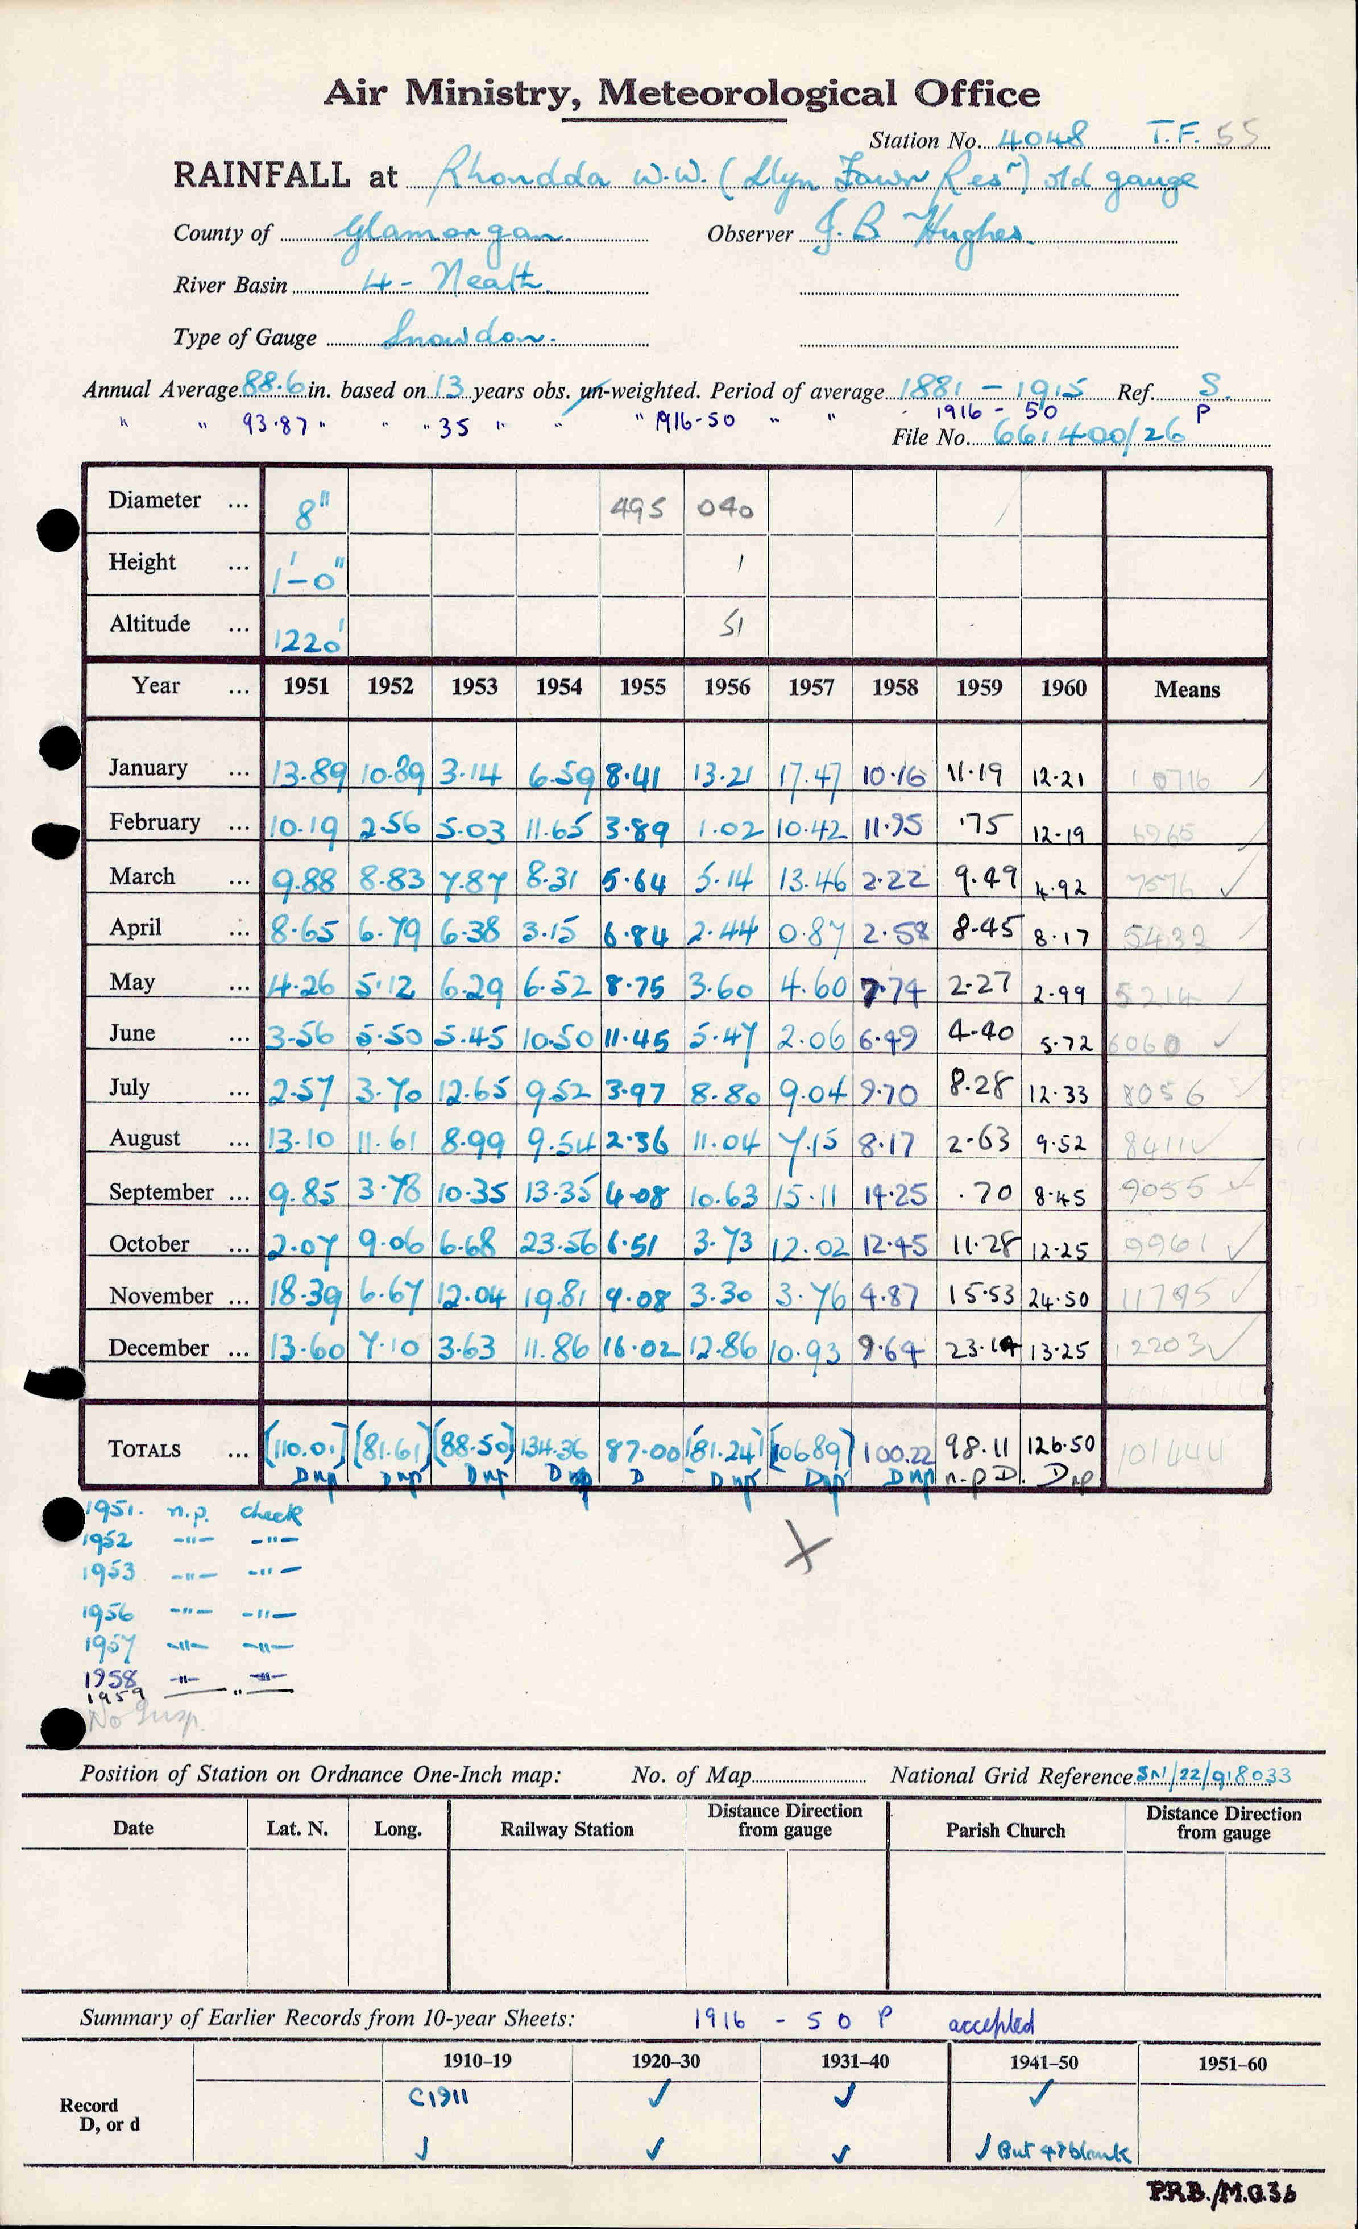 Air Ministry, Meteorological Office
Station No. 4048 T.F. 55
RAINFALL at Rhondda W.W. (Llyn Fawr Resr) old gauge
County of Glamorgan. Observer J. B. Hughes.
River Basin 4 - Neath
Type of Gauge Snowdon.
Annual Average 88.6 in. based on 13 years obs. un-weighted. Period of average 1881 - 1915 Ref. S.
" " 93.87 " " " 35 " " " 1916-50 " " 1916 - 50 P
File No. 661400/26
Diameter ... 8" 495 040
Height ... 1'-0" 1
Altitude ... 1220' 51
Year ... 1951 1952 1953 1954 1955 1956 1957 1958 1959 1960 Means
January ... 13.89 10.89 3.14 6.59 8.41 13.21 17.47 10.16 11.19 12.21 10716
February ... 10.19 2.56 5.03 11.65 3.89 1.02 10.42 11.95 .75 12.19 6965
March ... 9.88 8.83 7.87 8.31 5.64 5.14 13.46 2.22 9.49 4.92 7576 ✓
April ... 8.65 6.79 6.38 3.15 6.84 2.44 0.87 2.58 8.45 8.17 5432
May ... 4.26 5.12 6.29 6.52 8.75 3.60 4.60 7.74 2.27 2.99 5214
June ... 3.56 5.50 5.45 10.50 11.45 5.47 2.06 6.49 4.40 5.72 6060 ✓
July ... 2.57 3.70 12.65 9.52 3.97 8.80 9.04 9.70 8.28 12.33 8056 ✓
August ... 13.10 11.61 8.99 9.54 2.36 11.04 7.15 8.17 2.63 9.52 8411 ✓
September ... 9.85 3.78 10.35 13.35 4.08 10.63 15.11 14.25 .70 8.45 9055 ✓
October ... 2.07 9.06 6.68 23.56 6.51 3.73 12.02 12.45 11.28 12.25 9961 ✓
November ... 18.39 6.67 12.04 19.81 9.08 3.30 3.76 4.87 15.53 24.50 11795 ✓
December ... 13.60 7.10 3.63 11.86 16.02 12.86 10.93 9.64 23.14 13.25 12203 ✓
TOTALS ... [110.01] [81.61] [88.50] 134.36 87.00 [81.24] [106.89] 100.22 98.11 126.50 101444
Dnp Dnp Dnp Dnp D Dnp Dnp Dnp n.p D. Dnp
1951. n.p. check
1952 -"- -"-
1953 -"- -"-
1956 -"- -"-
1957 -"- -"-
1958 -"- -"-
1959 "
No Insp.
Position of Station on Ordnance One-Inch map: No. of Map National Grid Reference SN/22/918033
Date Lat. N. Long. Railway Station Distance Direction from gauge Parish Church Distance Direction from gauge
Summary of Earlier Records from 10-year Sheets: 1916 - 50 P accepted
1910–19 1920–30 1931–40 1941–50 1951–60
Record C1911 ✓ ✓ ✓
D, or d ✓ ✓ ✓ ✓ But 48 blank
P.R.B./M.O.36